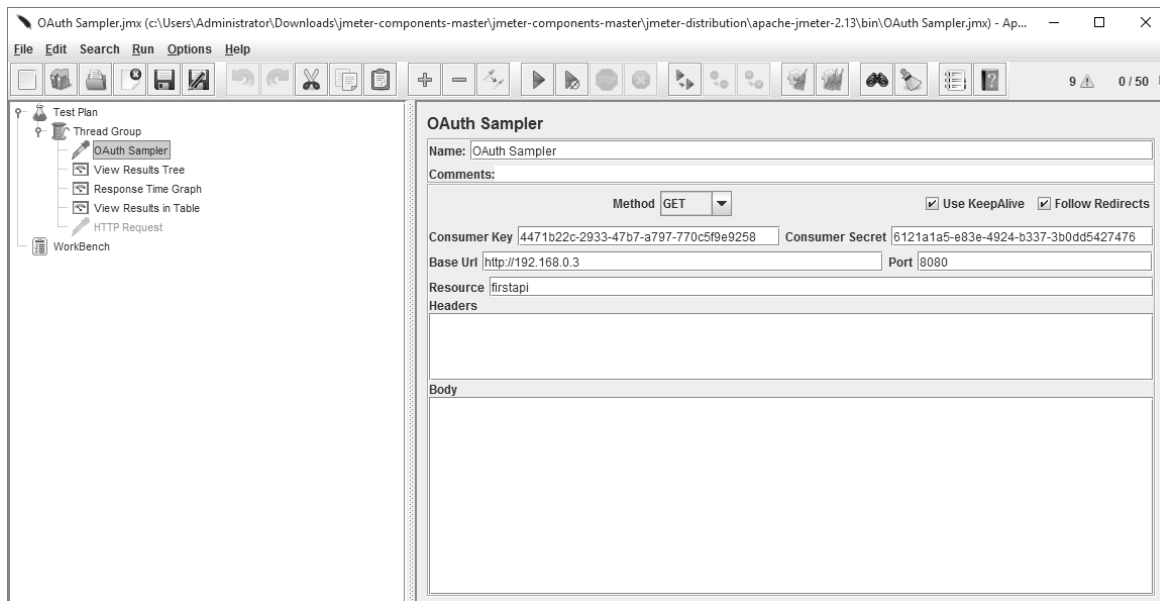 OAuth Sampler.jmx (c:\Users\Administrator\Downloads\jmeter-components-master\jmeter-components-master\jmeter-distribution\apache-jmeter-2.13\bin\OAuth Sampler.jmx) - Ap...
File Edit Search Run Options Help
STOP
9 0 / 50
Test Plan
Thread Group
OAuth Sampler
View Results Tree
Response Time Graph
View Results in Table
HTTP Request
WorkBench
OAuth Sampler
Name: OAuth Sampler
Comments:
Method GET Use KeepAlive Follow Redirects
Consumer Key 4471b22c-2933-47b7-a797-770c5f9e9258 Consumer Secret 6121a1a5-e83e-4924-b337-3b0dd5427476
Base Url http://192.168.0.3 Port 8080
Resource firstapi
Headers
Body